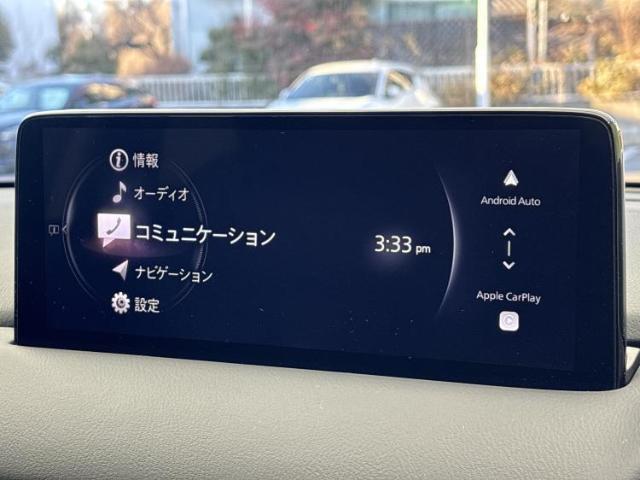 情報
オーディオ
コミュニケーション
ナビゲーション
設定
3:33 pm
Android Auto
Apple CarPlay